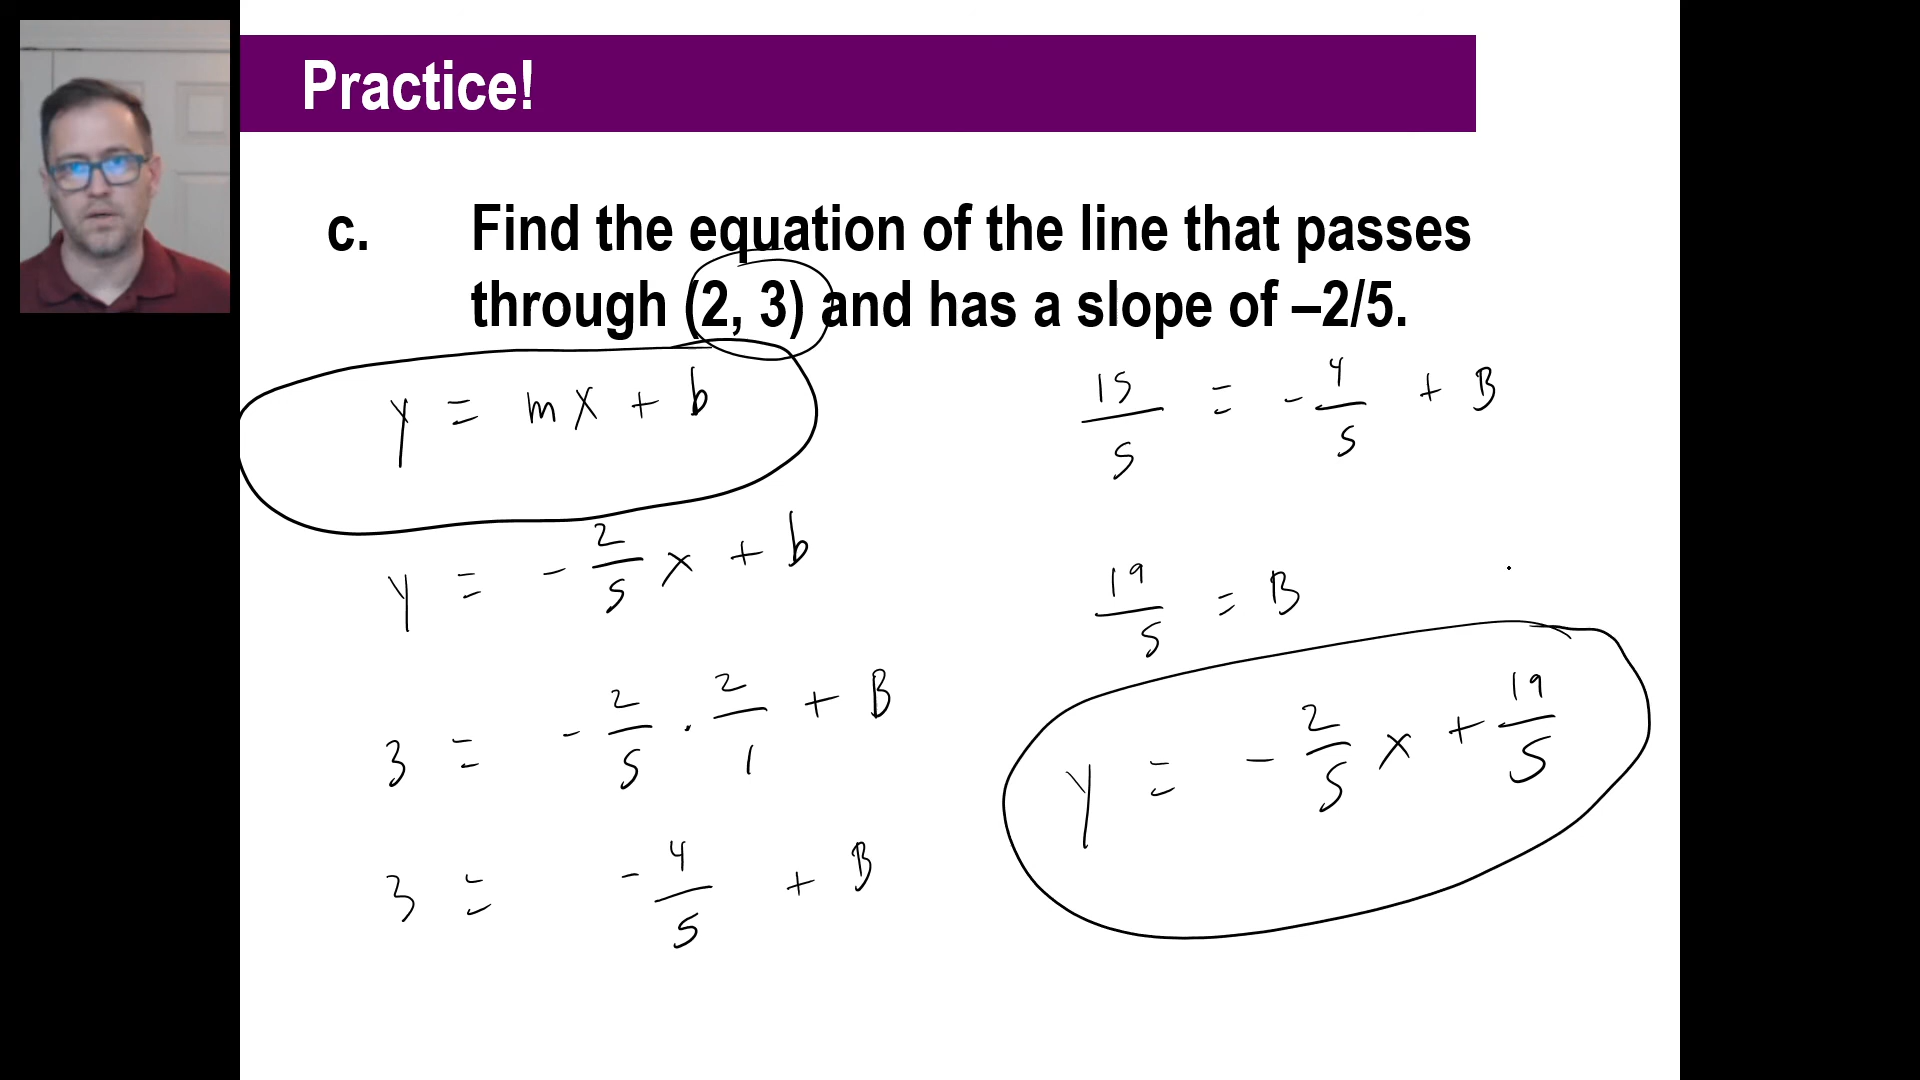 Practice!
c. Find the equation of the line that passes
through (2, 3) and has a slope of –2/5.
y = mx + b
y = - 2/5 x + b
3 = - 2/5 · 2/1 + B
3 = - 4/5 + B
15/5 = - 4/5 + B
19/5 = B
y = - 2/5 x + 19/5